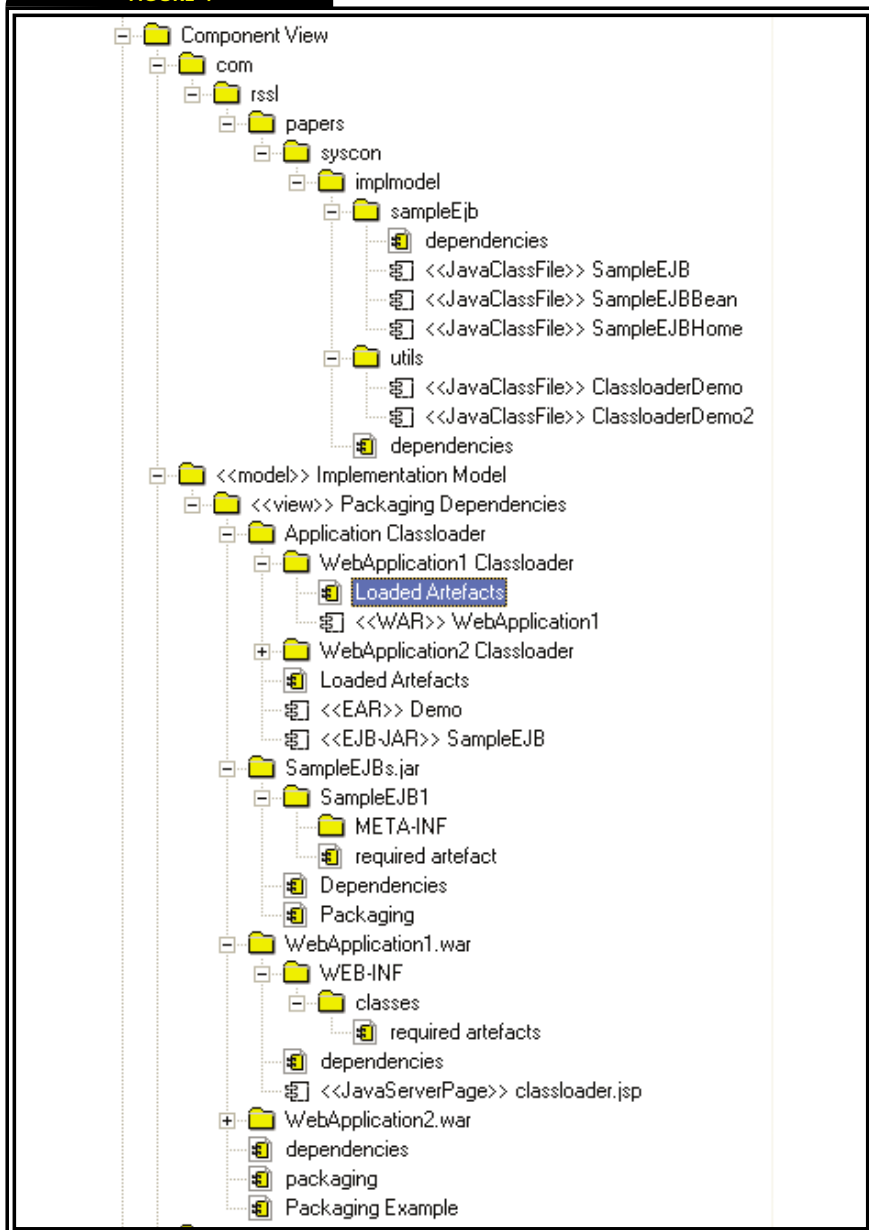 Component View
com
rssl
papers
syscon
implmodel
sampleEjb
dependencies
<<JavaClassFile>> SampleEJB
<<JavaClassFile>> SampleEJBBean
<<JavaClassFile>> SampleEJBHome
utils
<<JavaClassFile>> ClassloaderDemo
<<JavaClassFile>> ClassloaderDemo2
dependencies
<<model>> Implementation Model
<<view>> Packaging Dependencies
Application Classloader
WebApplication1 Classloader
Loaded Artefacts
<<WAR>> WebApplication1
WebApplication2 Classloader
Loaded Artefacts
<<EAR>> Demo
<<EJB-JAR>> SampleEJB
SampleEJBs.jar
SampleEJB1
META-INF
required artefact
Dependencies
Packaging
WebApplication1.war
WEB-INF
classes
required artefacts
dependencies
<<JavaServerPage>> classloader.jsp
WebApplication2.war
dependencies
packaging
Packaging Example